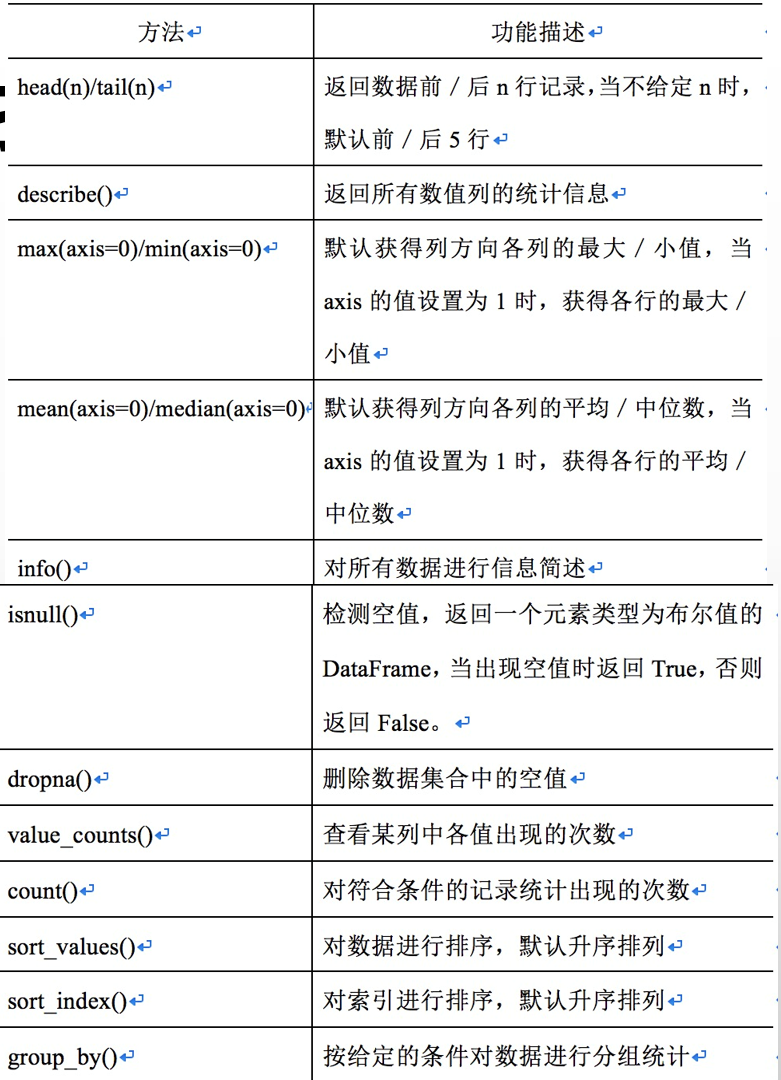 方法 功能描述
head(n)/tail(n) 返回数据前 / 后 n 行记录，当不给定 n 时，
默认前 / 后 5 行
describe() 返回所有数值列的统计信息
max(axis=0)/min(axis=0) 默认获得列方向各列的最大 / 小值，当
axis 的值设置为 1 时，获得各行的最大 /
小值
mean(axis=0)/median(axis=0) 默认获得列方向各列的平均 / 中位数，当
axis 的值设置为 1 时，获得各行的平均 /
中位数
info() 对所有数据进行信息简述
isnull() 检测空值，返回一个元素类型为布尔值的
DataFrame，当出现空值时返回 True，否则
返回 False。
dropna() 删除数据集合中的空值
value_counts() 查看某列中各值出现的次数
count() 对符合条件的记录统计出现的次数
sort_values() 对数据进行排序，默认升序排列
sort_index() 对索引进行排序，默认升序排列
group_by() 按给定的条件对数据进行分组统计